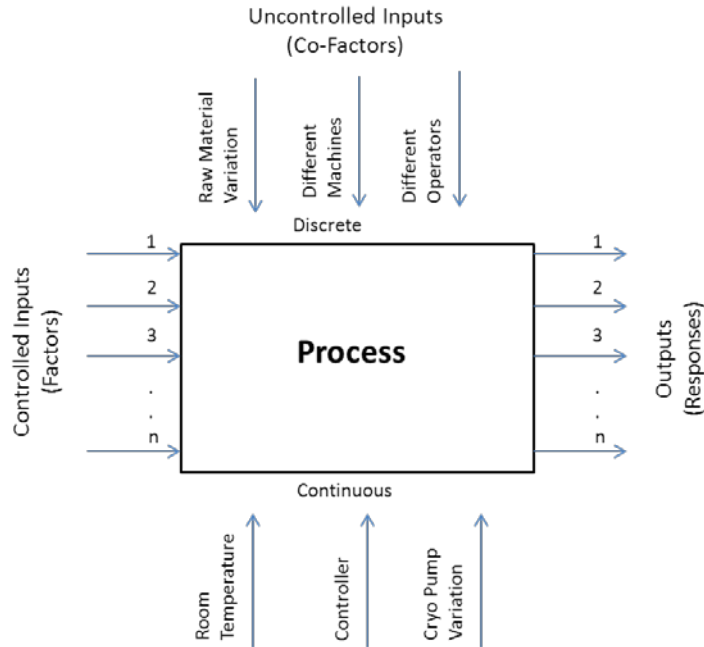 Uncontrolled Inputs
(Co-Factors)
Raw Material
Variation
Different
Machines
Different
Operators
Discrete
Controlled Inputs
(Factors)
1
2
3
.
.
n
Process
1
2
3
.
.
n
Outputs
(Responses)
Continuous
Room
Temperature
Controller
Cryo Pump
Variation